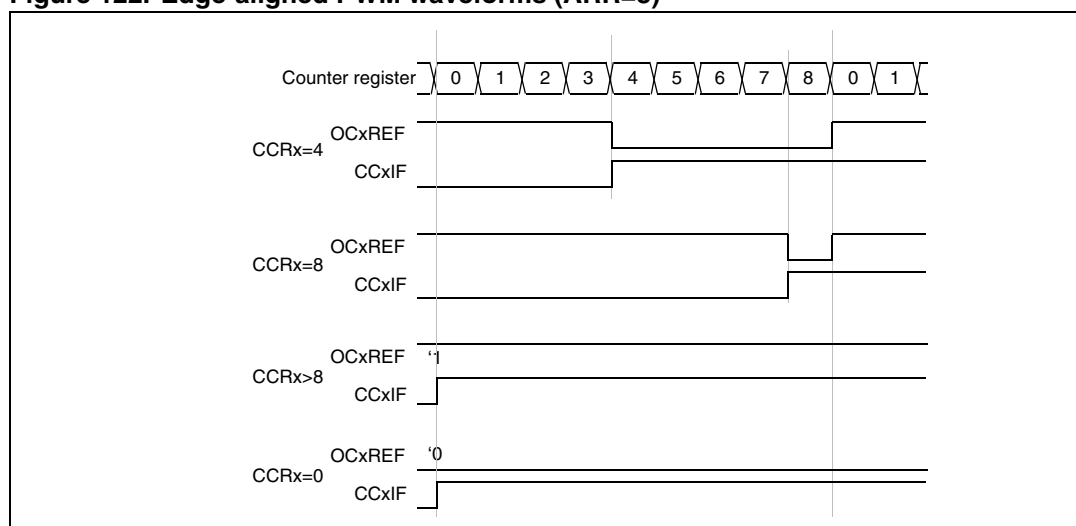 Figure 122. Edge-aligned PWM waveforms (ARR=8)
Counter register 0 1 2 3 4 5 6 7 8 0 1
OCxREF
CCRx=4
CCxIF
OCxREF
CCRx=8
CCxIF
OCxREF ‘1
CCRx>8
CCxIF
OCxREF ‘0
CCRx=0
CCxIF